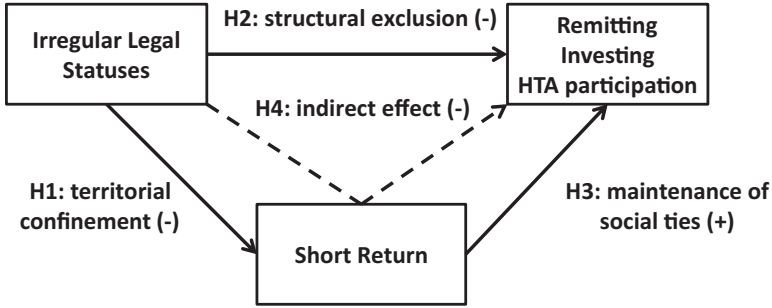 Irregular Legal
Statuses
H2: structural exclusion (-)
Remitting
Investing
HTA participation
H4: indirect effect (-)
H1: territorial
confinement (-)
H3: maintenance of
social ties (+)
Short Return